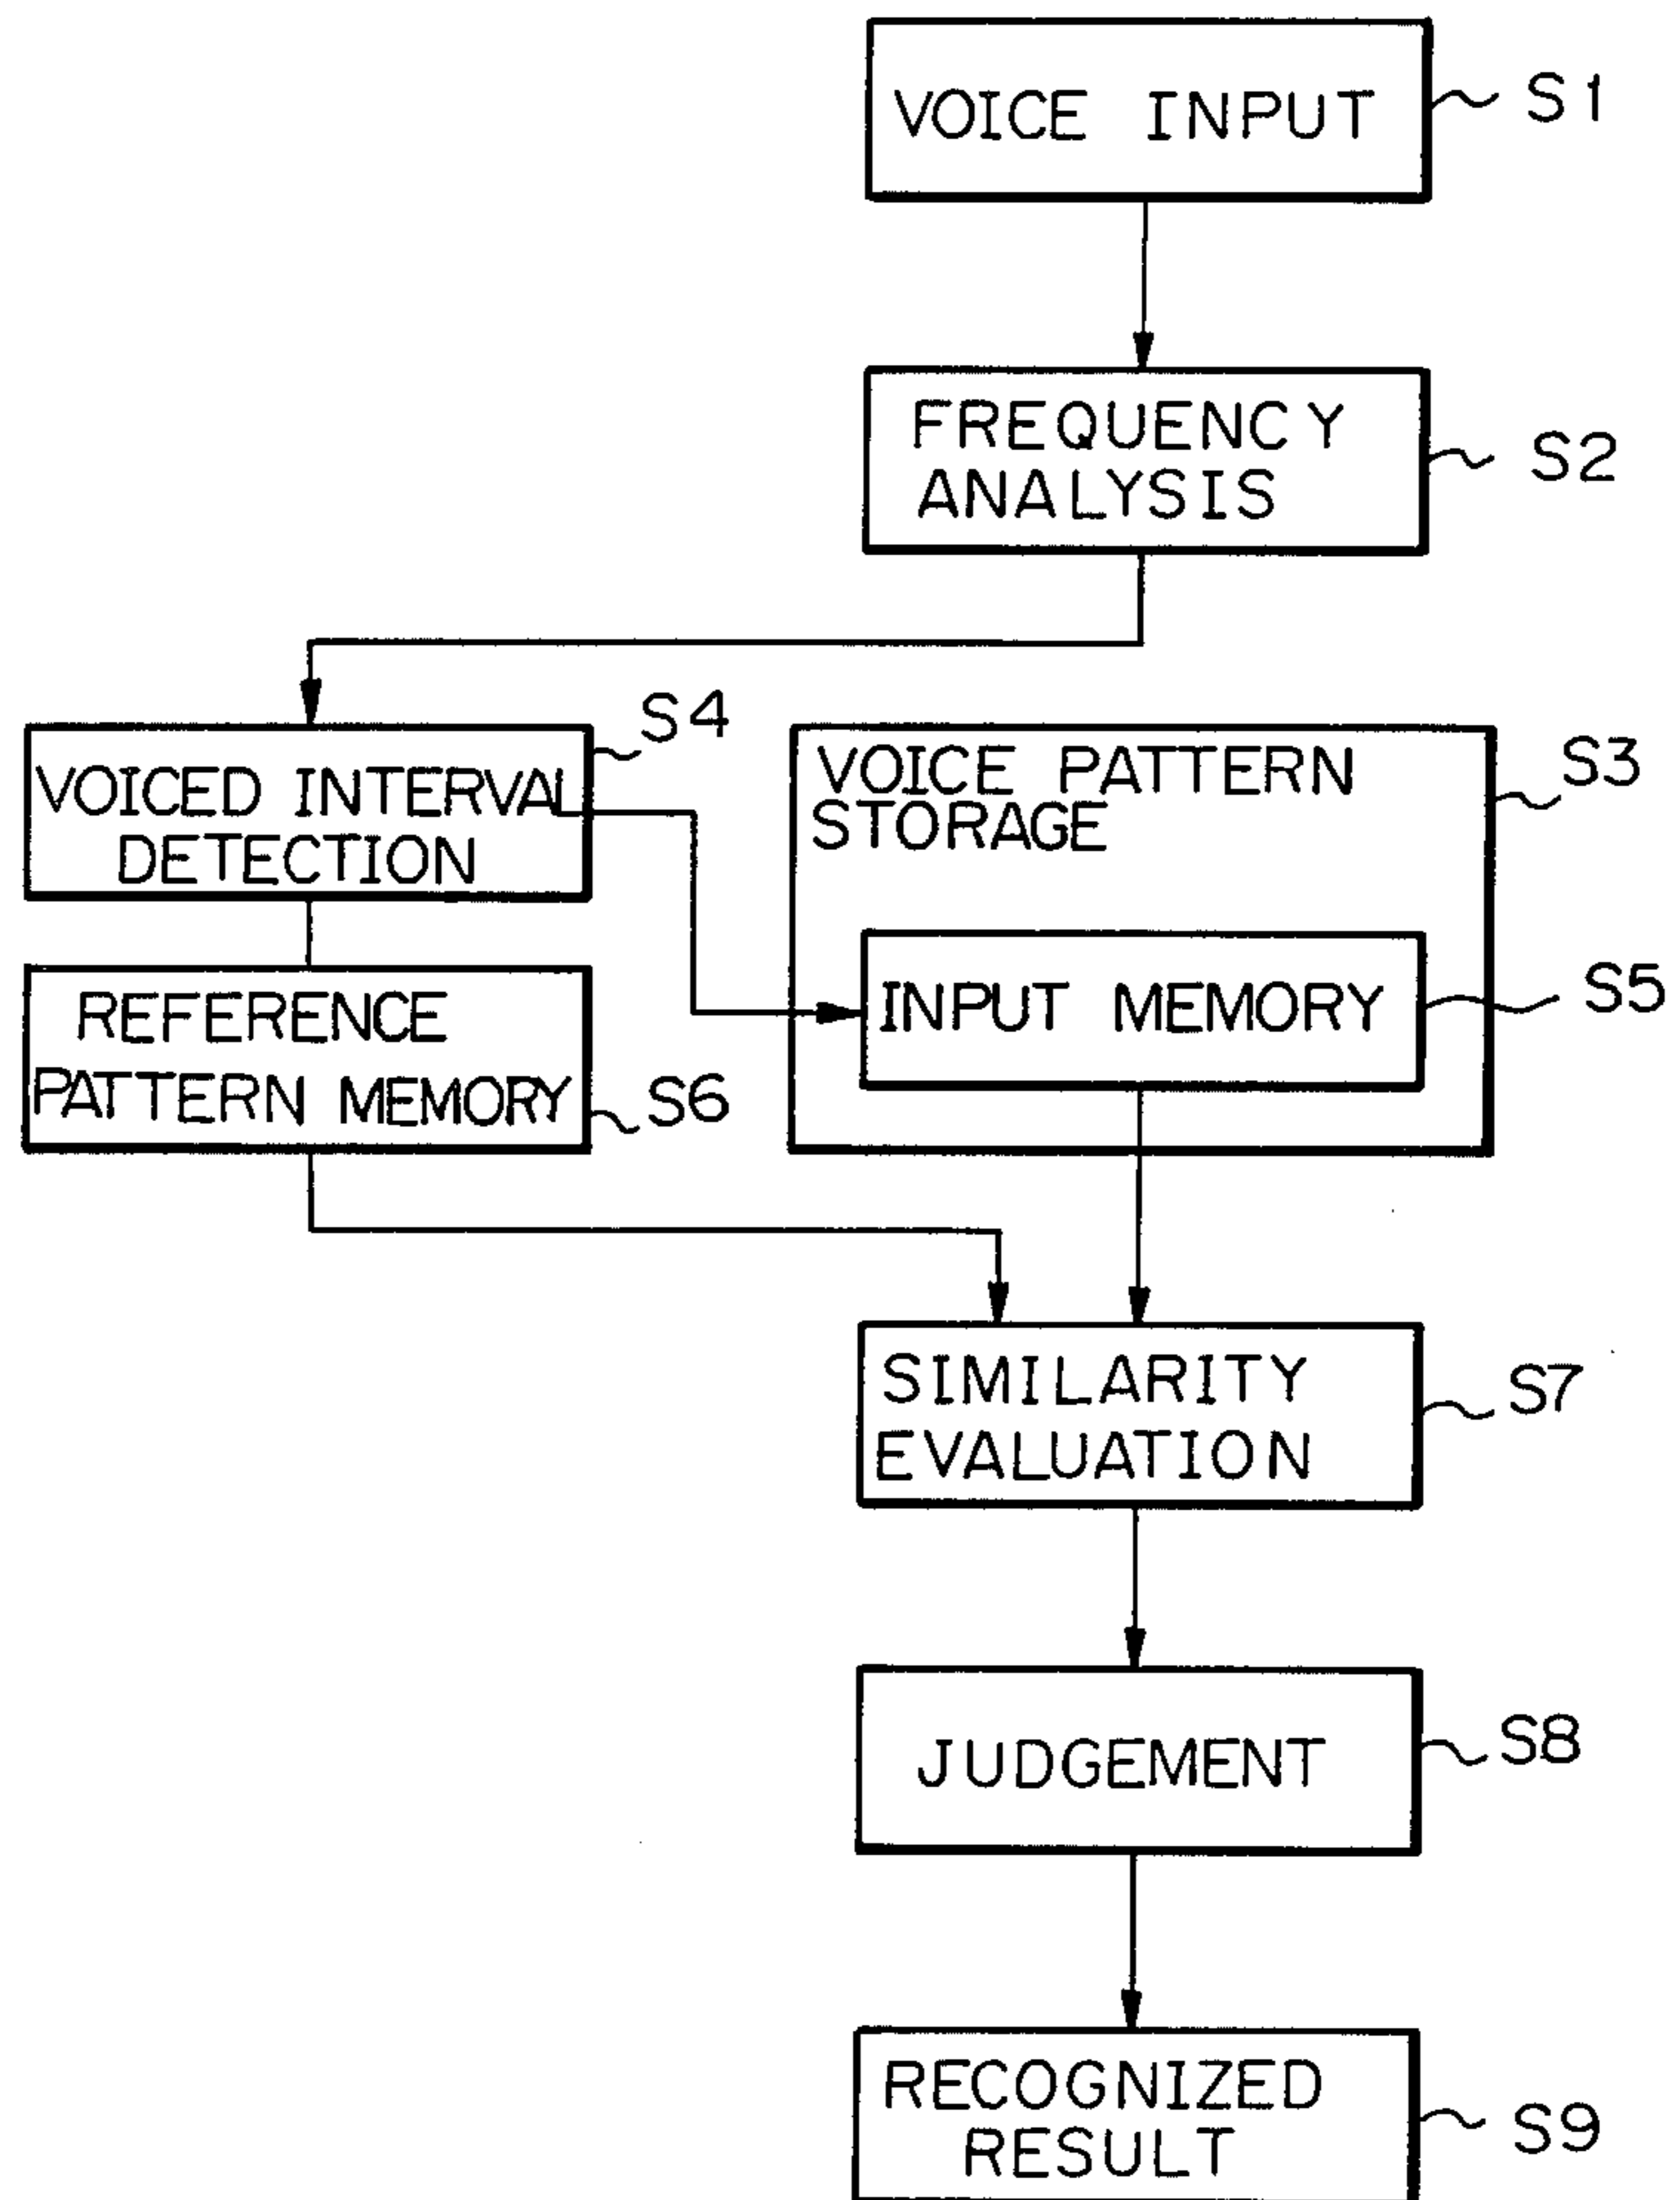 VOICE INPUT
S1
FREQUENCY
ANALYSIS
S2
S4
VOICED INTERVAL
DETECTION
VOICE PATTERN
STORAGE
S3
INPUT MEMORY
S5
REFERENCE
PATTERN MEMORY
S6
SIMILARITY
EVALUATION
S7
JUDGEMENT
S8
RECOGNIZED
RESULT
S9